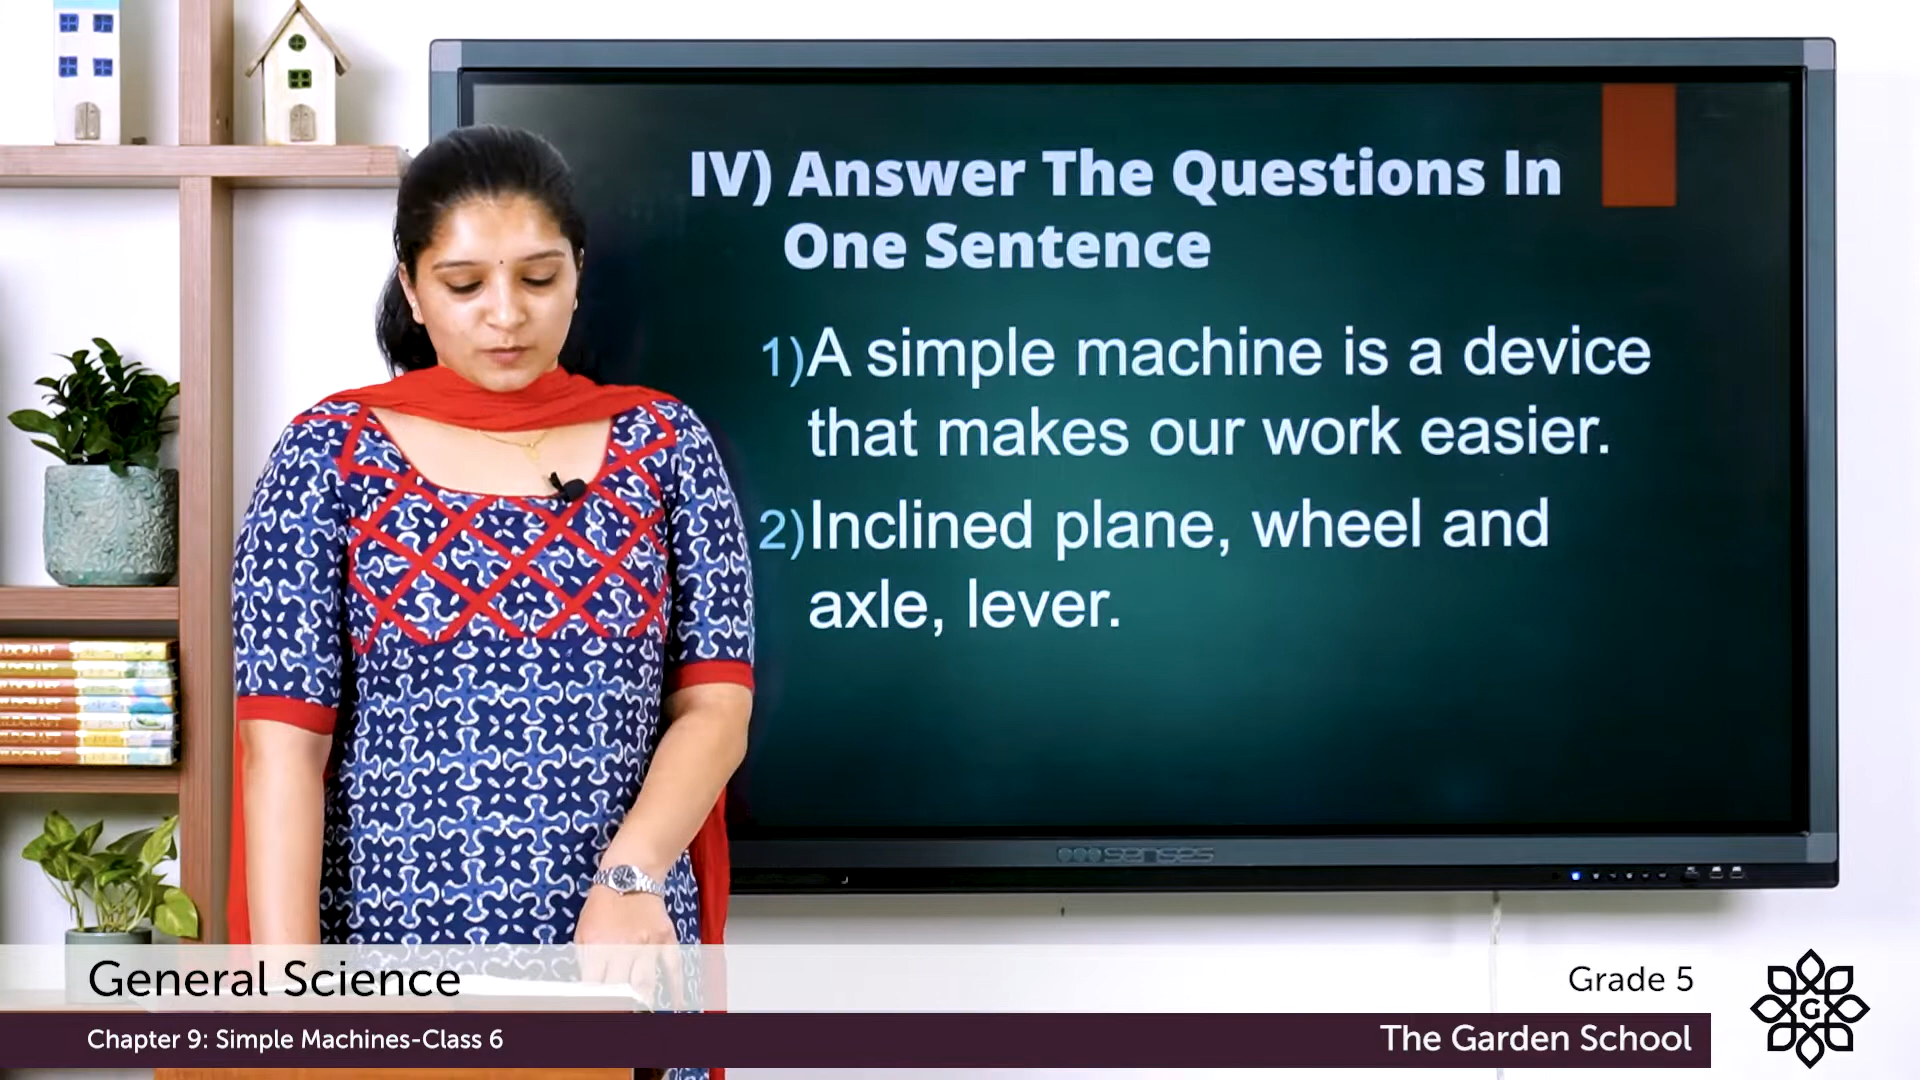 IV) Answer The Questions In
One Sentence
1)A simple machine is a device
that makes our work easier.
2)Inclined plane, wheel and
axle, lever.
senses
General Science
Grade 5
Chapter 9: Simple Machines-Class 6
The Garden School
G